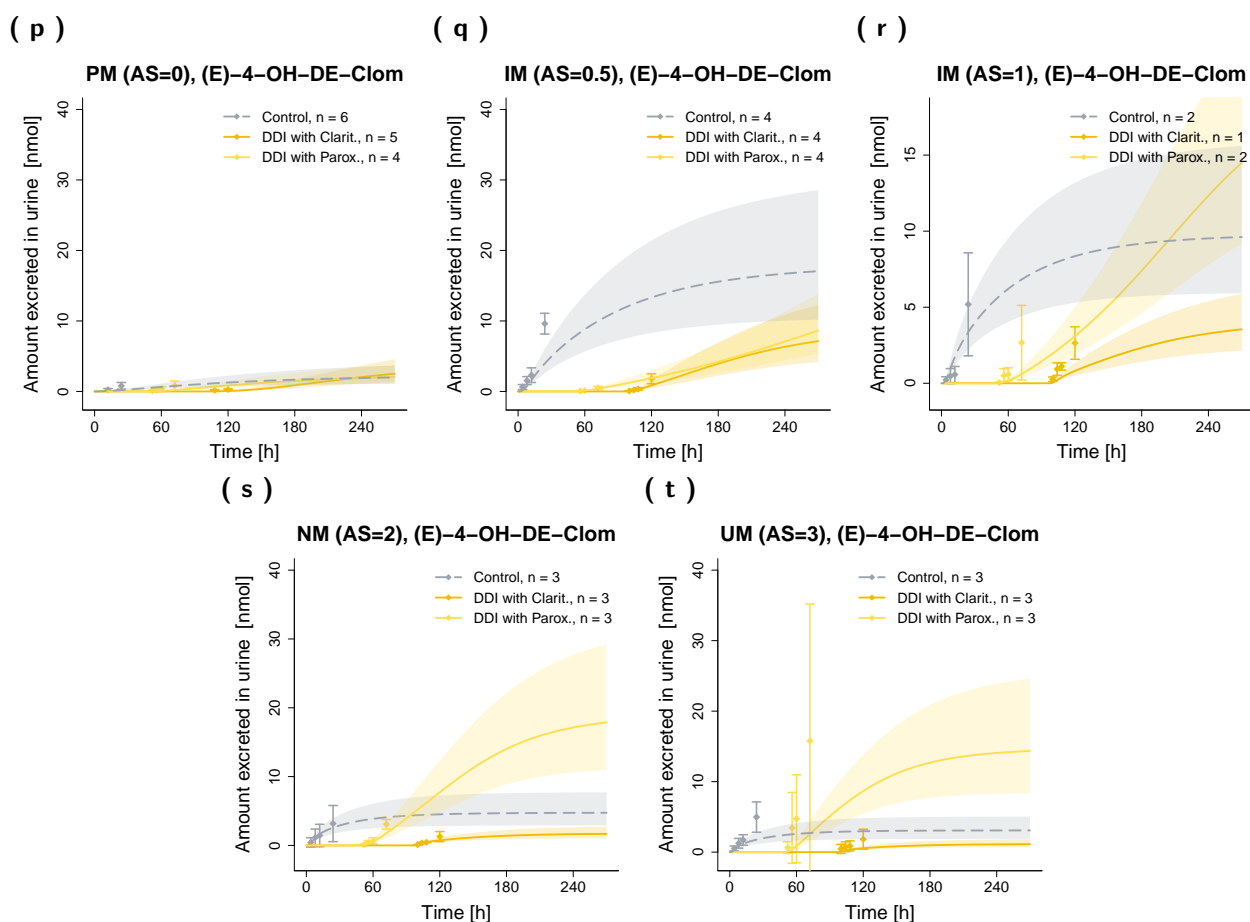 ( p )
PM (AS=0), (E)−4−OH−DE−Clom
Amount excreted in urine [nmol]
40
30
20
10
0
Control, n = 6
DDI with Clarit., n = 5
DDI with Parox., n = 4
0 60 120 180 240
Time [h]
( q )
IM (AS=0.5), (E)−4−OH−DE−Clom
Amount excreted in urine [nmol]
40
30
20
10
0
Control, n = 4
DDI with Clarit., n = 4
DDI with Parox., n = 4
0 60 120 180 240
Time [h]
( r )
IM (AS=1), (E)−4−OH−DE−Clom
Amount excreted in urine [nmol]
15
10
5
0
Control, n = 2
DDI with Clarit., n = 1
DDI with Parox., n = 2
0 60 120 180 240
Time [h]
( s )
NM (AS=2), (E)−4−OH−DE−Clom
Amount excreted in urine [nmol]
40
30
20
10
0
Control, n = 3
DDI with Clarit., n = 3
DDI with Parox., n = 3
0 60 120 180 240
Time [h]
( t )
UM (AS=3), (E)−4−OH−DE−Clom
Amount excreted in urine [nmol]
40
30
20
10
0
Control, n = 3
DDI with Clarit., n = 3
DDI with Parox., n = 3
0 60 120 180 240
Time [h]